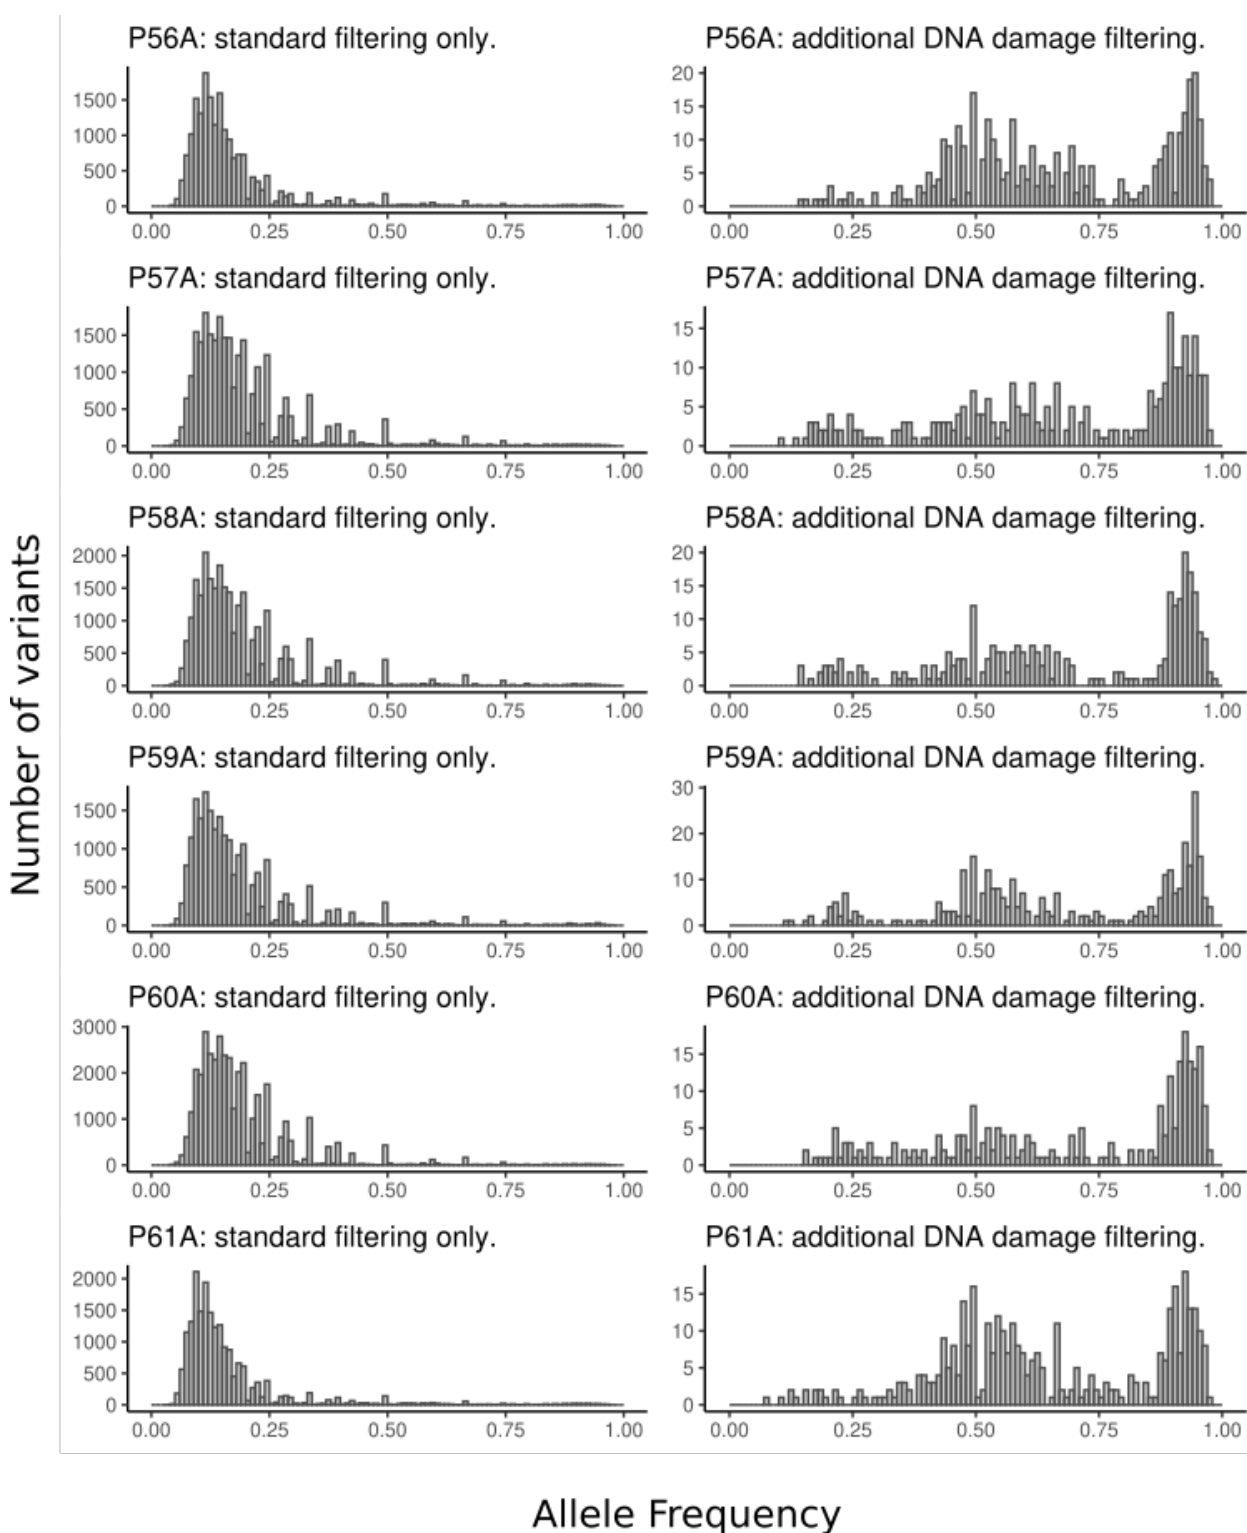 Number of variants
P56A: standard filtering only.
1500
1000
500
0
0.00 0.25 0.50 0.75 1.00
P56A: additional DNA damage filtering.
20
15
10
5
0
0.00 0.25 0.50 0.75 1.00
P57A: standard filtering only.
1500
1000
500
0
0.00 0.25 0.50 0.75 1.00
P57A: additional DNA damage filtering.
15
10
5
0
0.00 0.25 0.50 0.75 1.00
P58A: standard filtering only.
2000
1500
1000
500
0
0.00 0.25 0.50 0.75 1.00
P58A: additional DNA damage filtering.
20
15
10
5
0
0.00 0.25 0.50 0.75 1.00
P59A: standard filtering only.
1500
1000
500
0
0.00 0.25 0.50 0.75 1.00
P59A: additional DNA damage filtering.
30
20
10
0
0.00 0.25 0.50 0.75 1.00
P60A: standard filtering only.
3000
2000
1000
0
0.00 0.25 0.50 0.75 1.00
P60A: additional DNA damage filtering.
15
10
5
0
0.00 0.25 0.50 0.75 1.00
P61A: standard filtering only.
2000
1500
1000
500
0
0.00 0.25 0.50 0.75 1.00
P61A: additional DNA damage filtering.
15
10
5
0
0.00 0.25 0.50 0.75 1.00
Allele Frequency